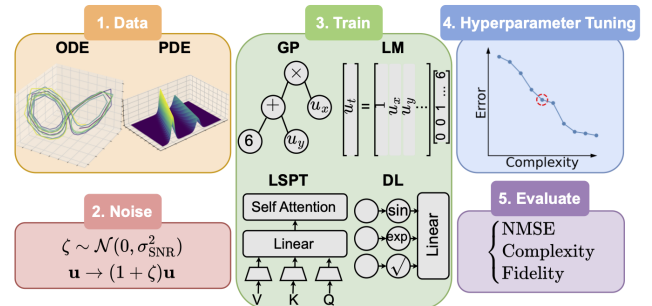 1. Data
ODE PDE
2. Noise
ζ ∼ 𝒩(0, σ²_SNR)
𝐮 → (1 + ζ)𝐮
3. Train
GP LM
×
+ u_x
6 u_y
u_t = 1 u_x u_y ... 0 0 1 ... 6
LSPT DL
Self Attention
Linear
V K Q
sin
exp
√
Linear
4. Hyperparameter Tuning
Error
Complexity
5. Evaluate
NMSE
Complexity
Fidelity